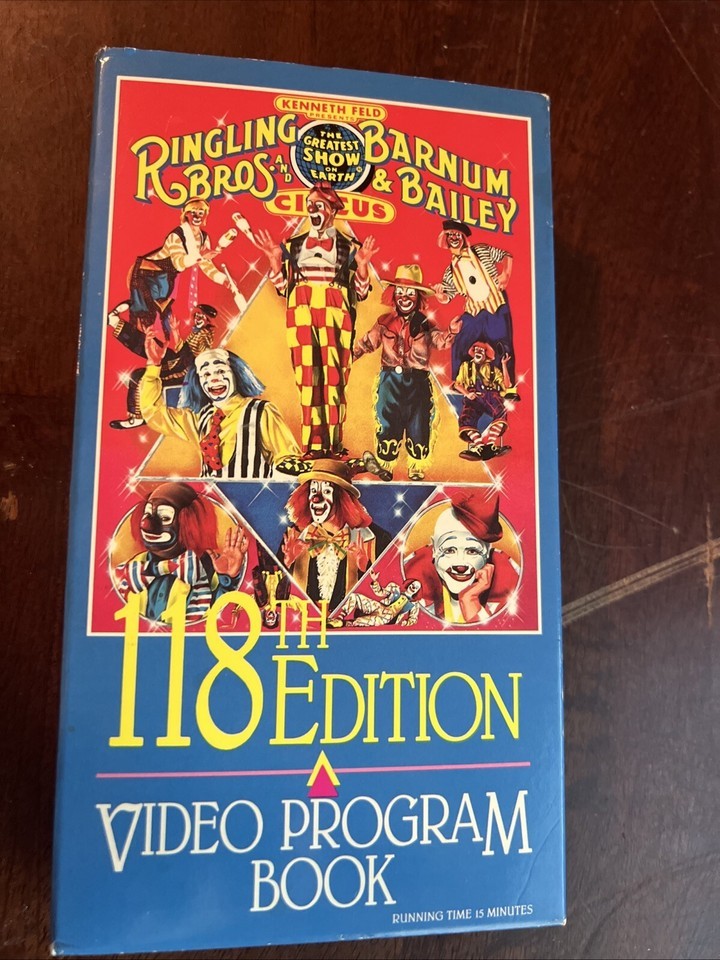 KENNETH FELD
PRESENTS
RINGLING BROS. AND BARNUM & BAILEY
THE GREATEST SHOW ON EARTH®
CIRCUS
118TH EDITION
VIDEO PROGRAM
BOOK
RUNNING TIME 15 MINUTES